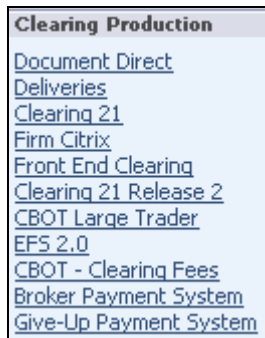 Clearing Production
Document Direct
Deliveries
Clearing 21
Firm Citrix
Front End Clearing
Clearing 21 Release 2
CBOT Large Trader
EFS 2.0
CBOT - Clearing Fees
Broker Payment System
Give-Up Payment System